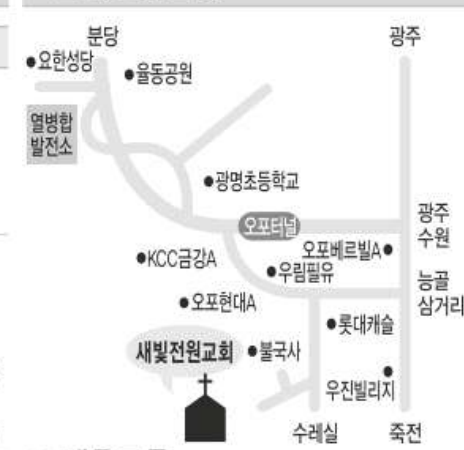 분당
광주
요한성당
율동공원
열병합
발전소
광명초등학교
오포터널
광주
수원
오포베르빌A
KCC금강A
우림필유
능골
삼거리
오포현대A
롯대캐슬
새빛전원교회
불국사
우진빌리지
수레실
죽전